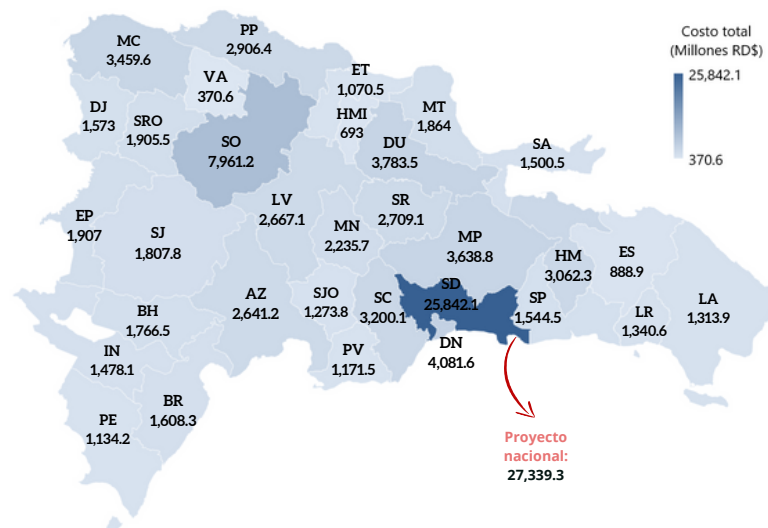 PP
2,906.4
MC
3,459.6
Costo total
(Millones RD$)
25,842.1
370.6
VA
370.6
ET
1,070.5
DJ
1,573
SRO
1,905.5
HMI
693
MT
1,864
SO
7,961.2
DU
3,783.5
SA
1,500.5
LV
2,667.1
SR
2,709.1
EP
1,907
SJ
1,807.8
MN
2,235.7
MP
3,638.8
HM
3,062.3
ES
888.9
AZ
2,641.2
SJO
1,273.8
SC
3,200.1
SD
25,842.1
SP
1,544.5
LR
1,340.6
LA
1,313.9
BH
1,766.5
DN
4,081.6
IN
1,478.1
PV
1,171.5
BR
1,608.3
PE
1,134.2
Proyecto
nacional:
27,339.3